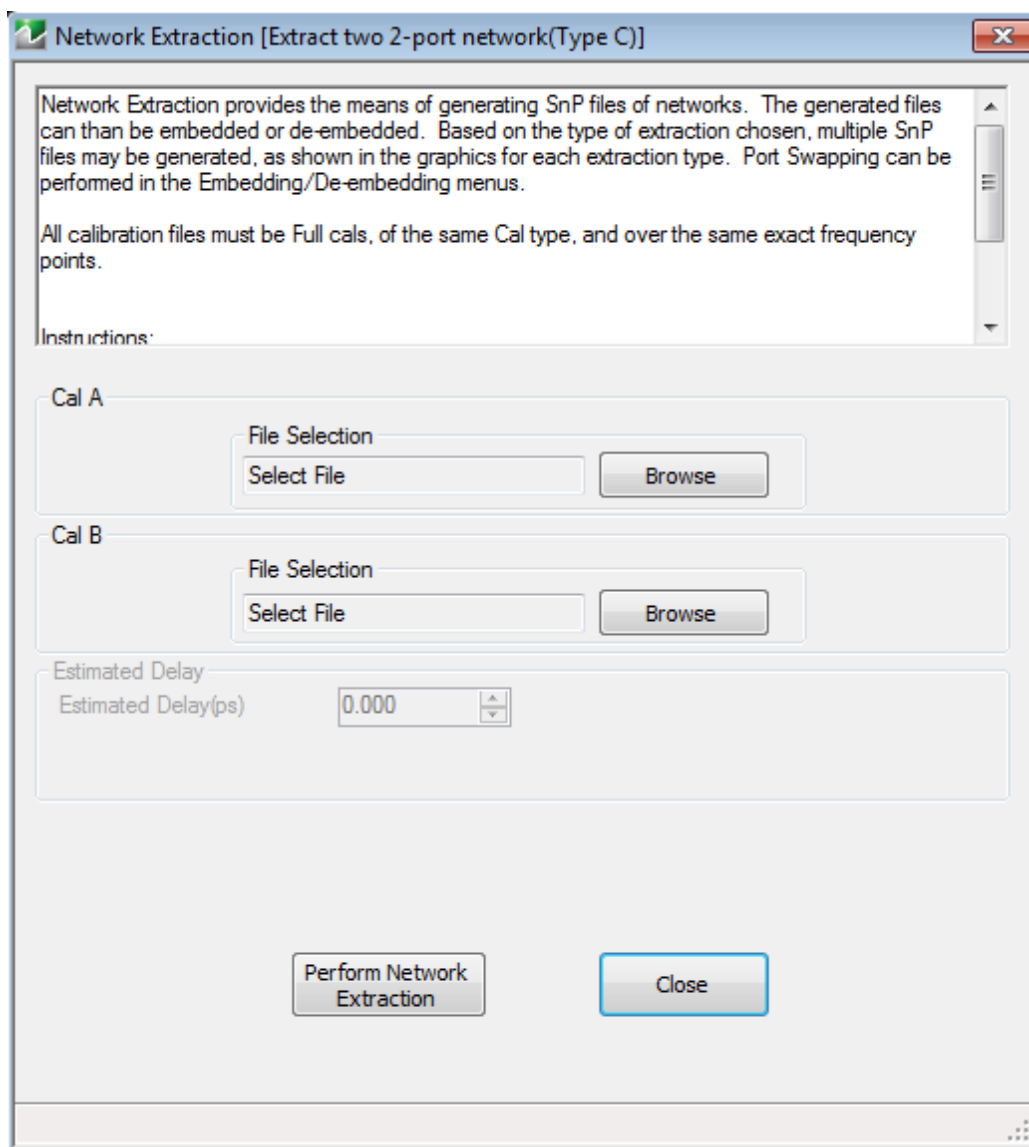 Network Extraction [Extract two 2-port network(Type C)]
Network Extraction provides the means of generating SnP files of networks.  The generated files
can than be embedded or de-embedded.  Based on the type of extraction chosen, multiple SnP
files may be generated, as shown in the graphics for each extraction type.  Port Swapping can be
performed in the Embedding/De-embedding menus.
All calibration files must be Full cals, of the same Cal type, and over the same exact frequency
points.
Instructions:
Cal A
File Selection
Select File
Browse
Cal B
File Selection
Select File
Browse
Estimated Delay
Estimated Delay(ps)
0.000
Perform Network
Extraction
Close